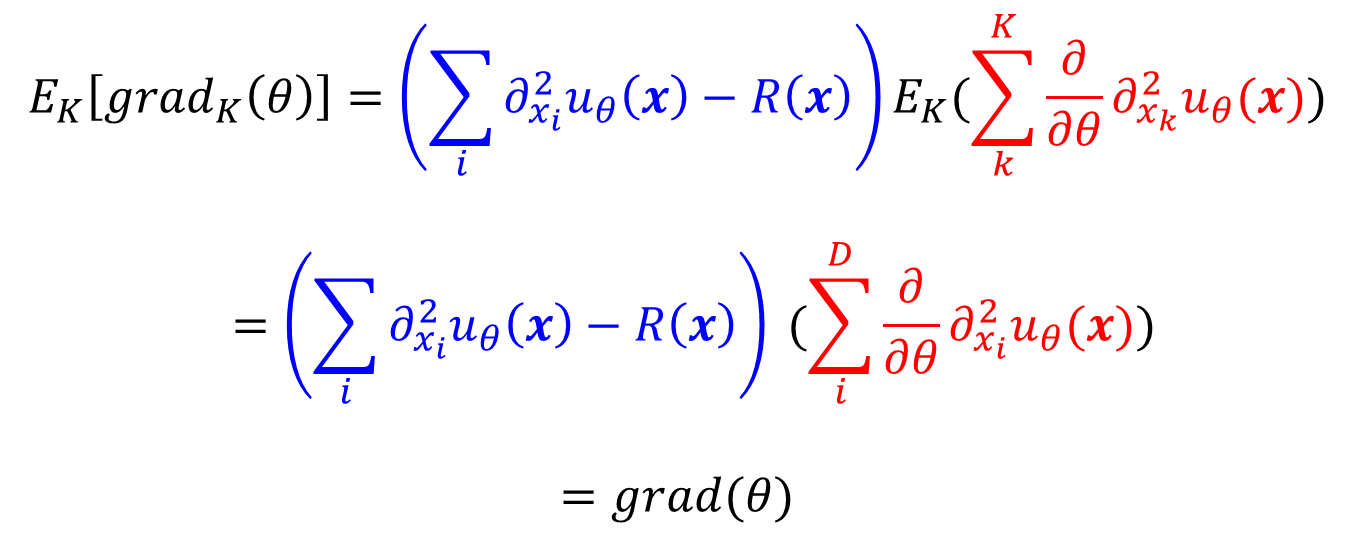 E_K[grad_K(θ)] = (∑_i ∂²_{x_i} u_θ(𝒙) − R(𝒙)) E_K(∑_k^K ∂/∂θ ∂²_{x_k} u_θ(𝒙))
= (∑_i ∂²_{x_i} u_θ(𝒙) − R(𝒙)) (∑_i^D ∂/∂θ ∂²_{x_i} u_θ(𝒙))
= grad(θ)